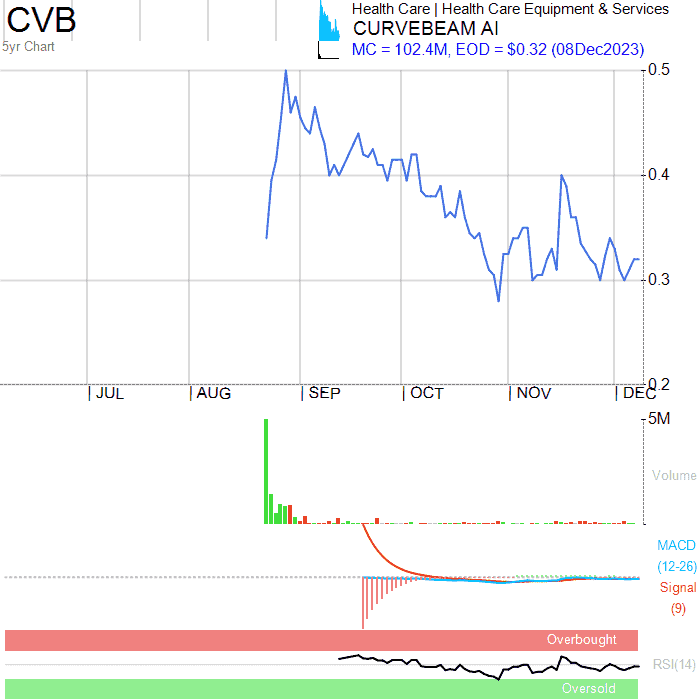 CVB
5yr Chart
Health Care | Health Care Equipment & Services
CURVEBEAM AI
MC = 102.4M, EOD = $0.32 (08Dec2023)
0.5
0.4
0.3
0.2
JUL
AUG
SEP
OCT
NOV
DEC
5M
Volume
MACD
(12-26)
Signal
(9)
Overbought
RSI(14)
Oversold